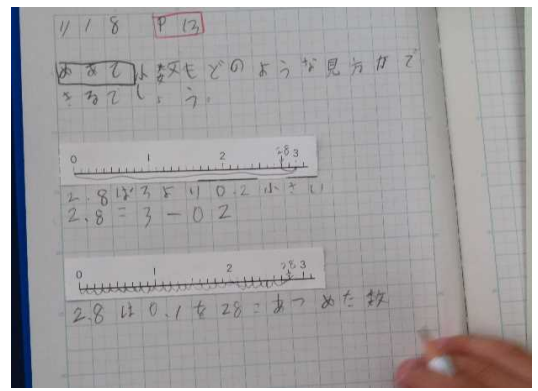 11/18 P13
めあて 小数をどのような見方がで
きるでしょう。
0 1 2 2.8 3
2.8は3より0.2小さい
2.8=3-0.2
0 1 2 2.8 3
2.8は0.1を28こあつめた数